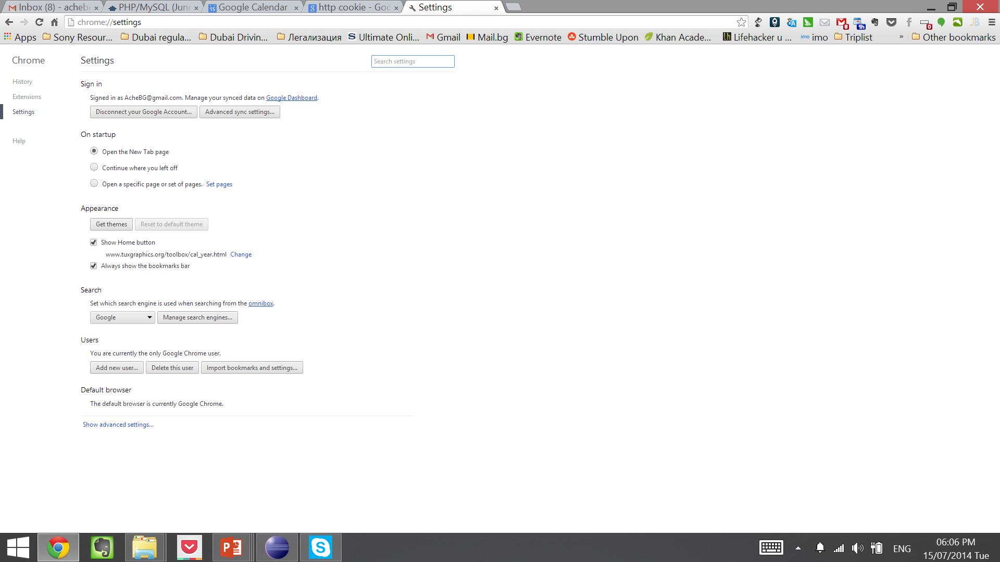 Inbox (8) - acheb
PHP/MySQL (June
Google Calendar
http cookie - Goo
Settings
chrome://settings
8
1h
0
JB
Apps
Sony Resour...
Dubai regula...
Dubai Drivin...
Легализация
Ultimate Onli...
Gmail
Mail.bg
Evernote
Stumble Upon
Khan Acade...
Lifehacker и ...
imo
Triplist
»
Other bookmarks
Chrome
History
Extensions
Settings
Help
Settings
Search settings
Sign in
Signed in as AcheBG@gmail.com. Manage your synced data on Google Dashboard.
Disconnect your Google Account...
Advanced sync settings...
On startup
Open the New Tab page
Continue where you left off
Open a specific page or set of pages. Set pages
Appearance
Get themes
Reset to default theme
Show Home button
www.tuxgraphics.org/toolbox/cal_year.html Change
Always show the bookmarks bar
Search
Set which search engine is used when searching from the omnibox.
Google
Manage search engines...
Users
You are currently the only Google Chrome user.
Add new user...
Delete this user
Import bookmarks and settings...
Default browser
The default browser is currently Google Chrome.
Show advanced settings...
ENG
06:06 PM
15/07/2014 Tue